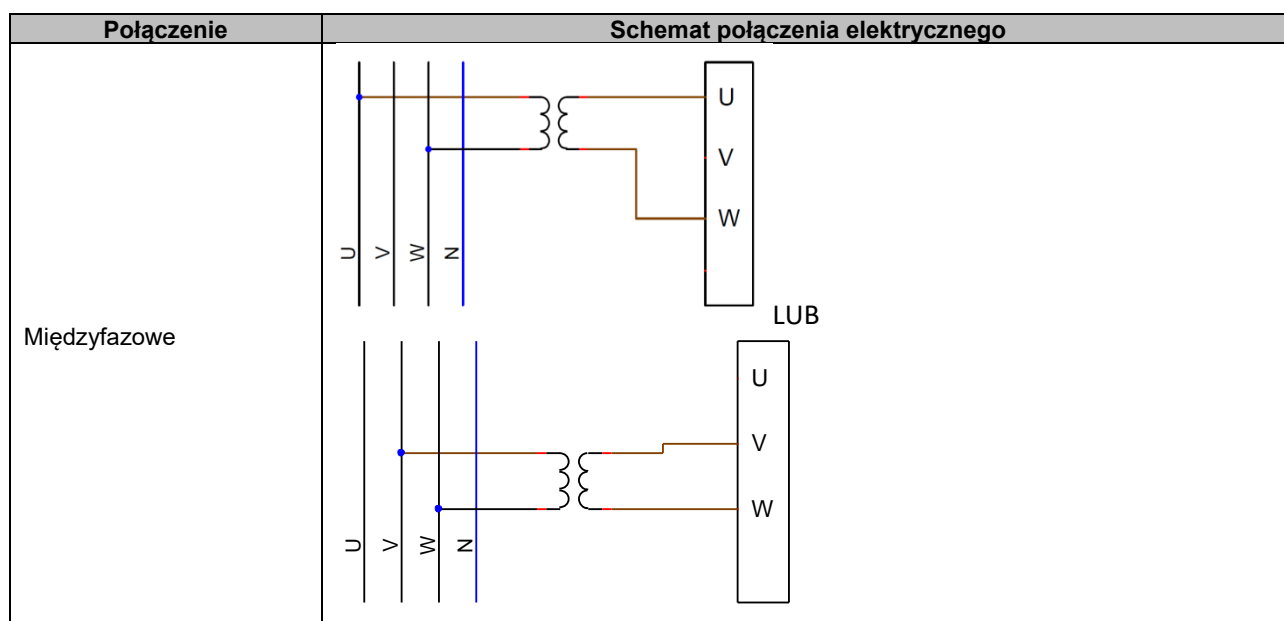 Połączenie
Schemat połączenia elektrycznego
Międzyfazowe
U
V
W
U
V
W
N
LUB
U
V
W
U
V
W
N